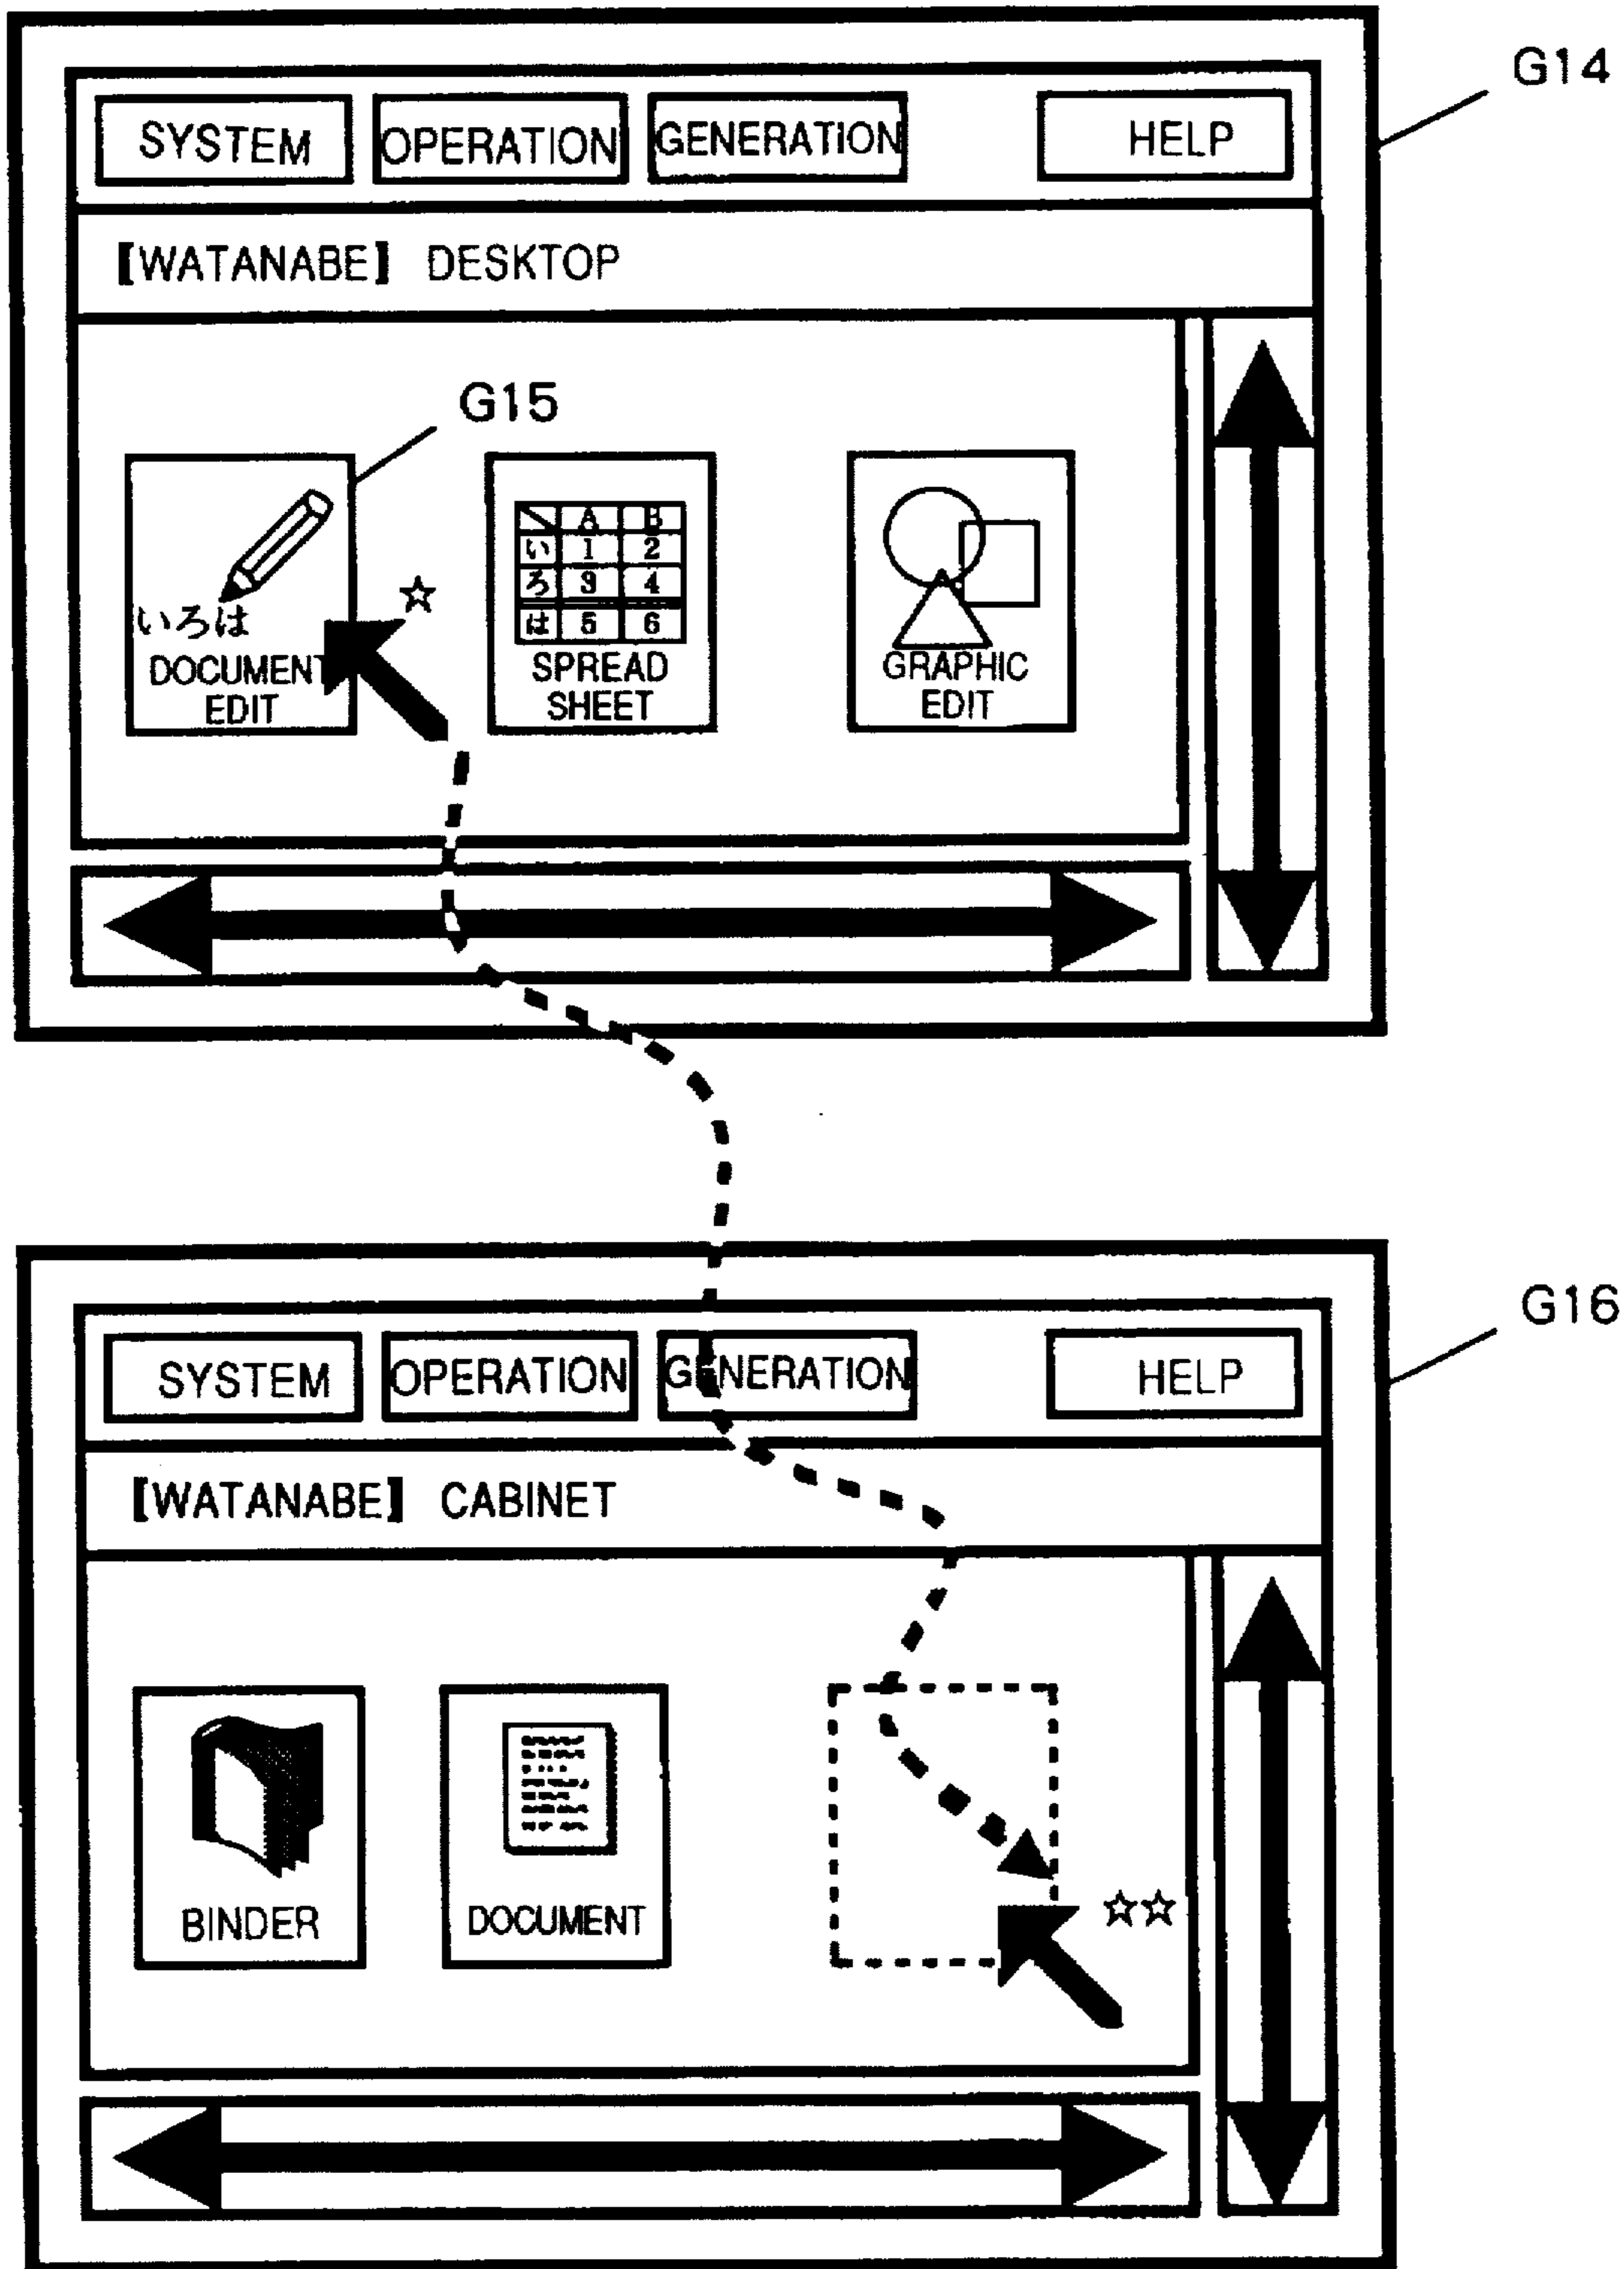 G14
SYSTEM OPERATION GENERATION HELP
【WATANABE】 DESKTOP
G15
A B
い 1 2
ろ 3 4
は 5 6
いろは
DOCUMENT
EDIT
SPREAD
SHEET
GRAPHIC
EDIT
☆
G16
SYSTEM OPERATION GENERATION HELP
【WATANABE】 CABINET
BINDER
DOCUMENT
☆☆